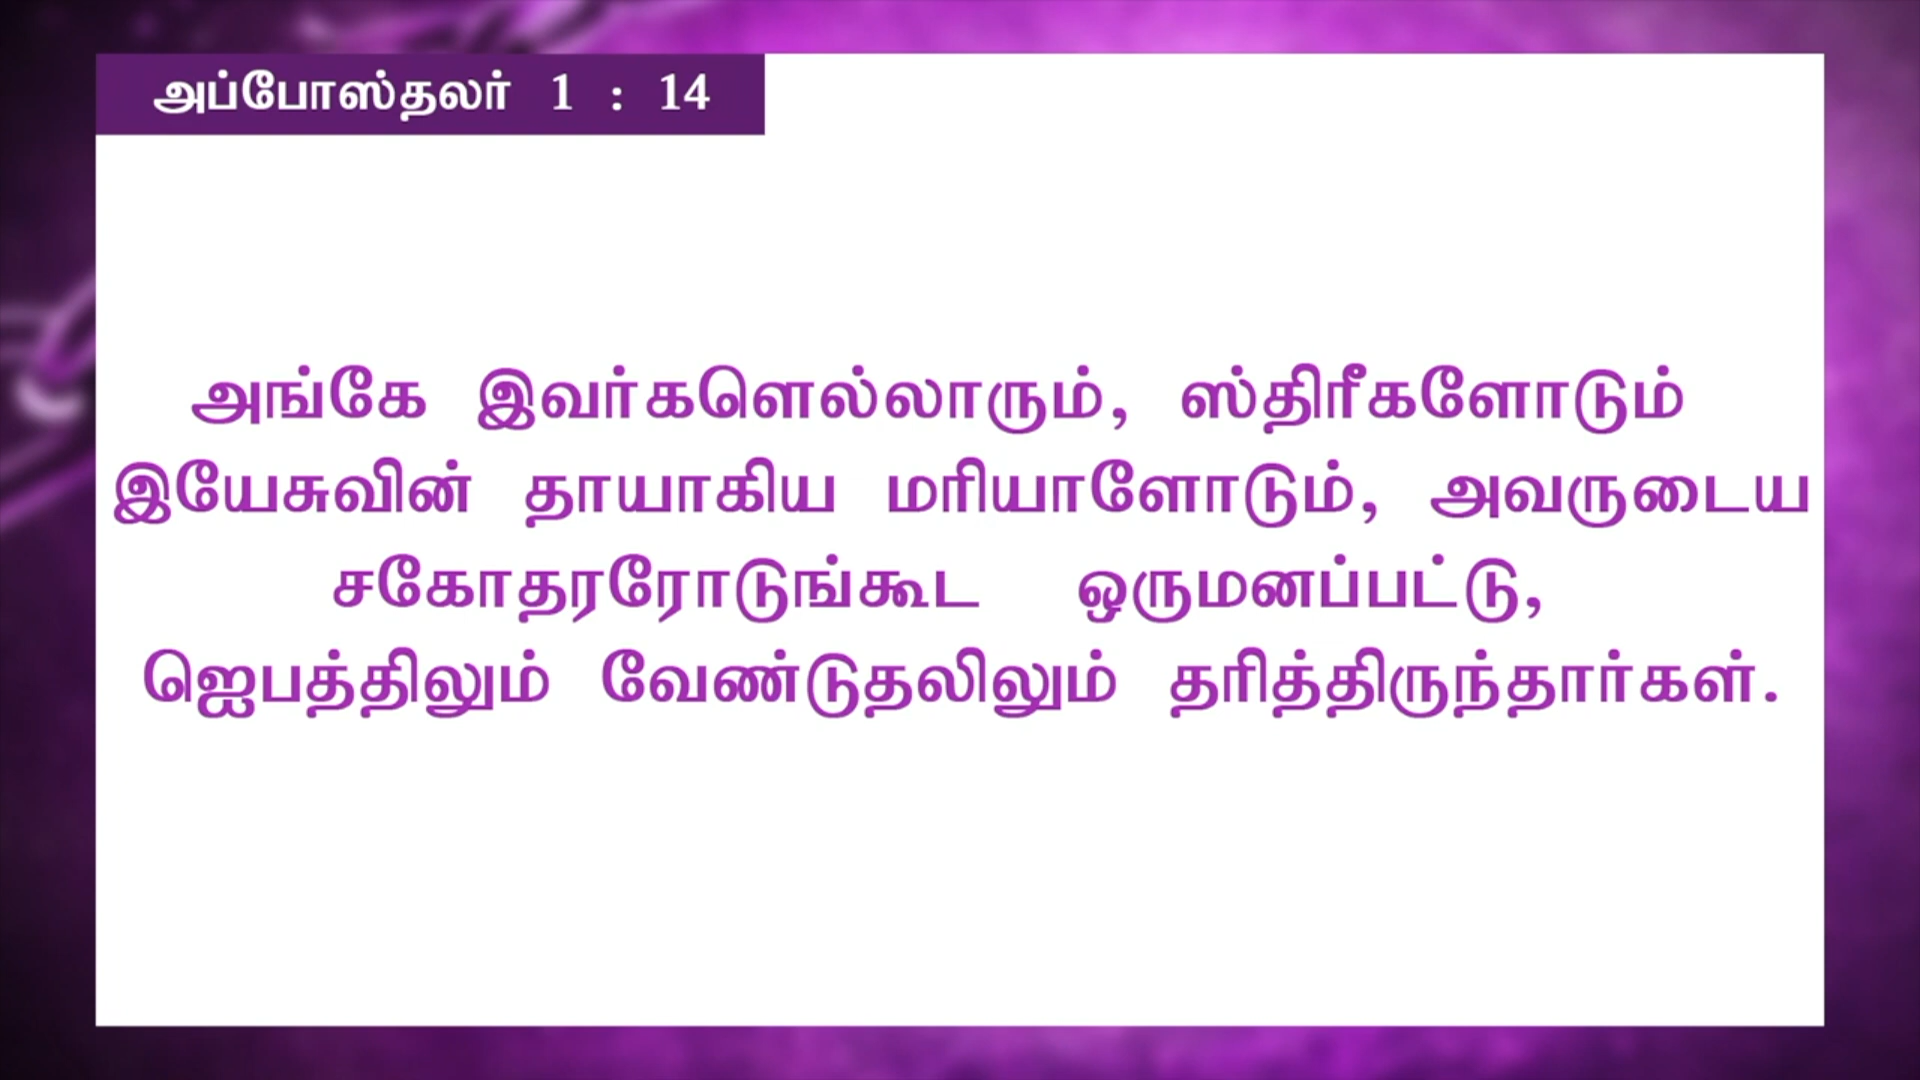 அப்போஸ்தலர் 1 : 14
அங்கே இவர்களெல்லாரும், ஸ்திரீகளோடும்
இயேசுவின் தாயாகிய மரியாளோடும், அவருடைய
சகோதரரோடுங்கூட ஒருமனப்பட்டு,
ஜெபத்திலும் வேண்டுதலிலும் தரித்திருந்தார்கள்.